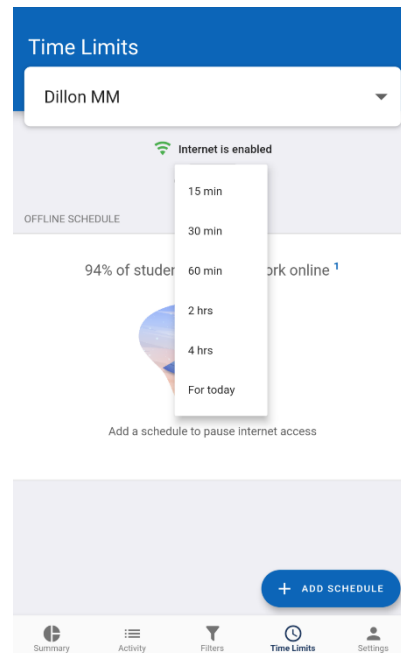 Time Limits
Dillon MM
Internet is enabled
15 min
OFFLINE SCHEDULE
30 min
94% of studer
60 min
ork online 1
2 hrs
4 hrs
For today
Add a schedule to pause internet access
+ ADD SCHEDULE
Summary
Activity
Filters
Time Limits
Settings